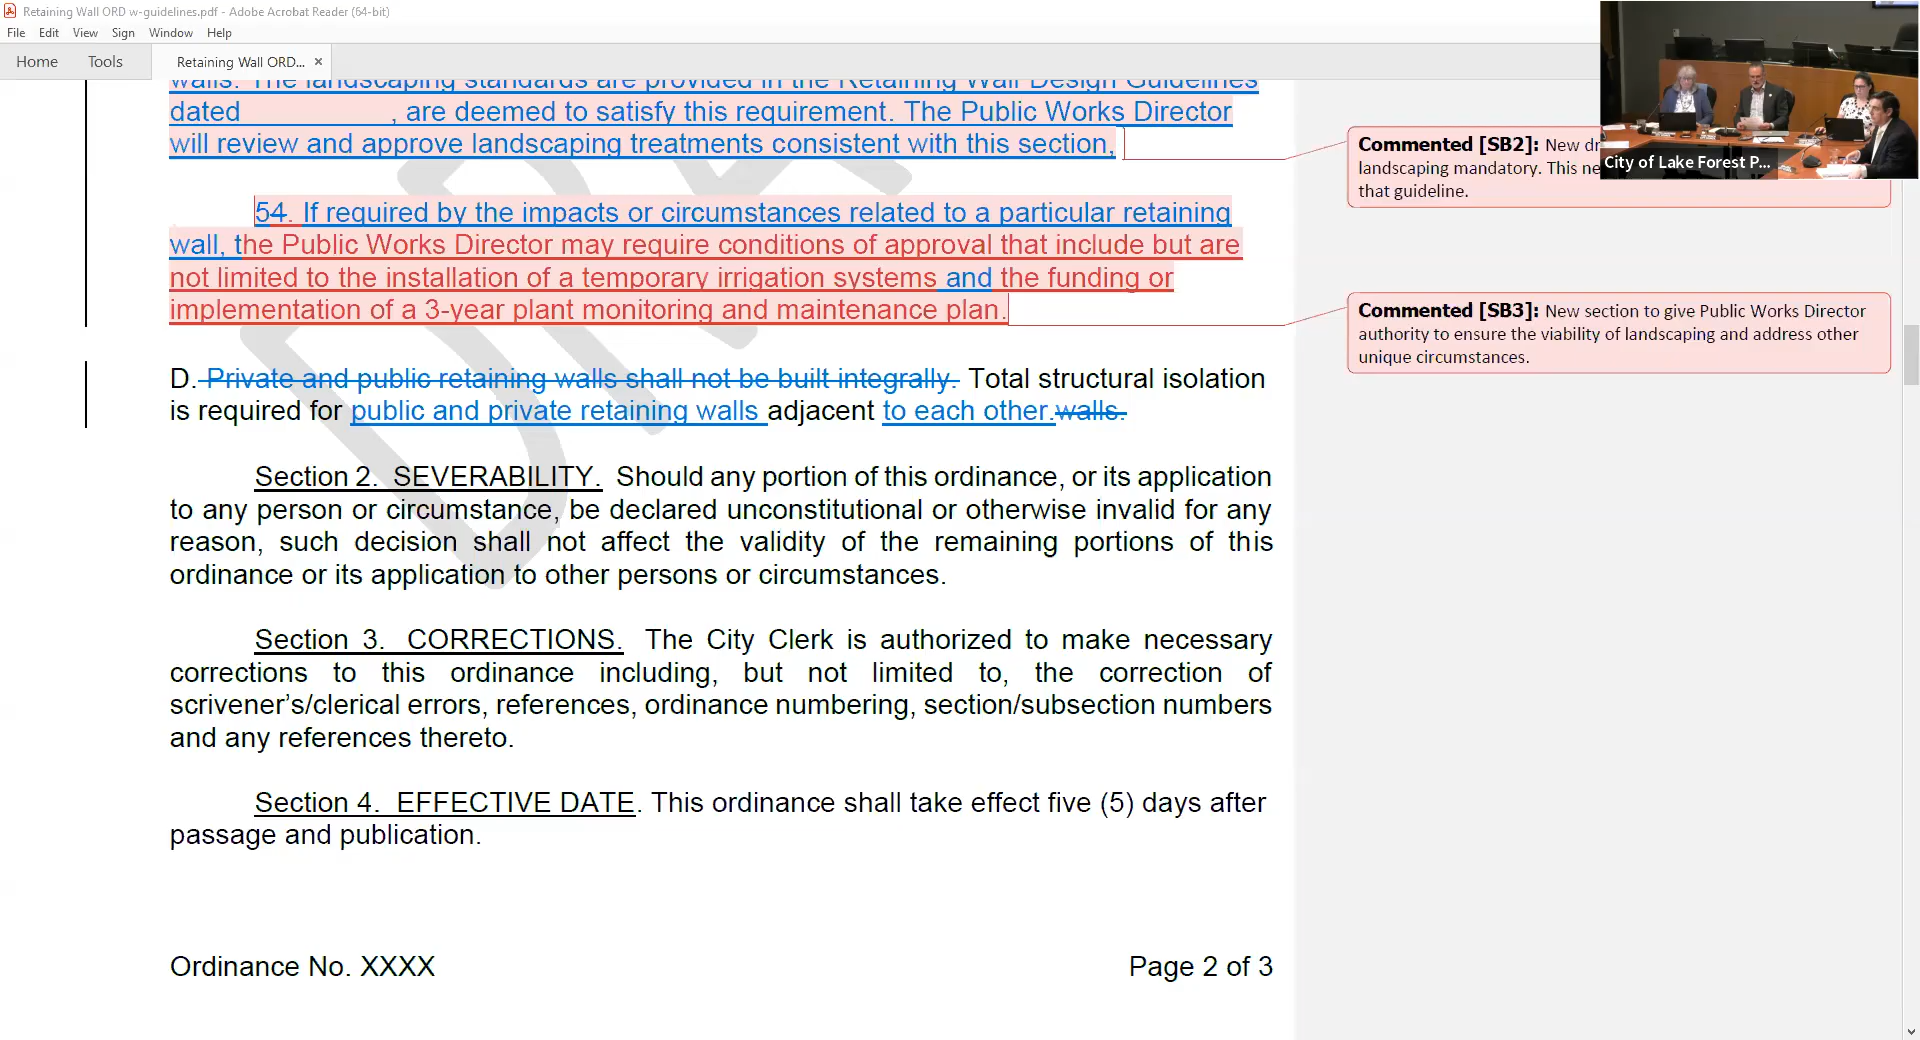 Retaining Wall ORD w-guidelines.pdf - Adobe Acrobat Reader (64-bit)
File Edit View Sign Window Help
Home Tools Retaining Wall ORD... ×
walls. The landscaping standards are provided in the Retaining Wall Design Guidelines
dated , are deemed to satisfy this requirement. The Public Works Director
will review and approve landscaping treatments consistent with this section,
54. If required by the impacts or circumstances related to a particular retaining
wall, the Public Works Director may require conditions of approval that include but are
not limited to the installation of a temporary irrigation systems and the funding or
implementation of a 3-year plant monitoring and maintenance plan.
D. Private and public retaining walls shall not be built integrally. Total structural isolation
is required for public and private retaining walls adjacent to each other.walls.
Section 2. SEVERABILITY. Should any portion of this ordinance, or its application
to any person or circumstance, be declared unconstitutional or otherwise invalid for any
reason, such decision shall not affect the validity of the remaining portions of this
ordinance or its application to other persons or circumstances.
Section 3. CORRECTIONS. The City Clerk is authorized to make necessary
corrections to this ordinance including, but not limited to, the correction of
scrivener's/clerical errors, references, ordinance numbering, section/subsection numbers
and any references thereto.
Section 4. EFFECTIVE DATE. This ordinance shall take effect five (5) days after
passage and publication.
Ordinance No. XXXX Page 2 of 3
Commented [SB2]: New
landscaping mandatory. This
that guideline.
Commented [SB3]: New section to give Public Works Director
authority to ensure the viability of landscaping and address other
unique circumstances.
City of Lake Forest P...